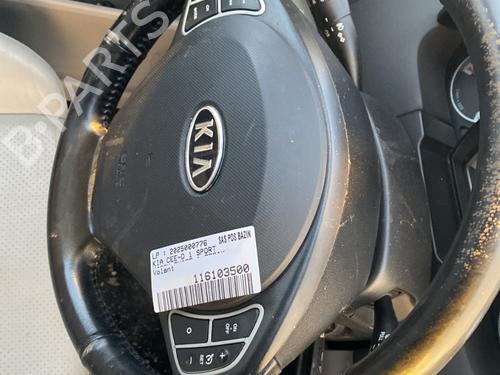 B-PARTS
KIA
LP : 2025000776 SAS POS BAZIN
KIA CEE-D 1 SPORT...
Volant
116103500